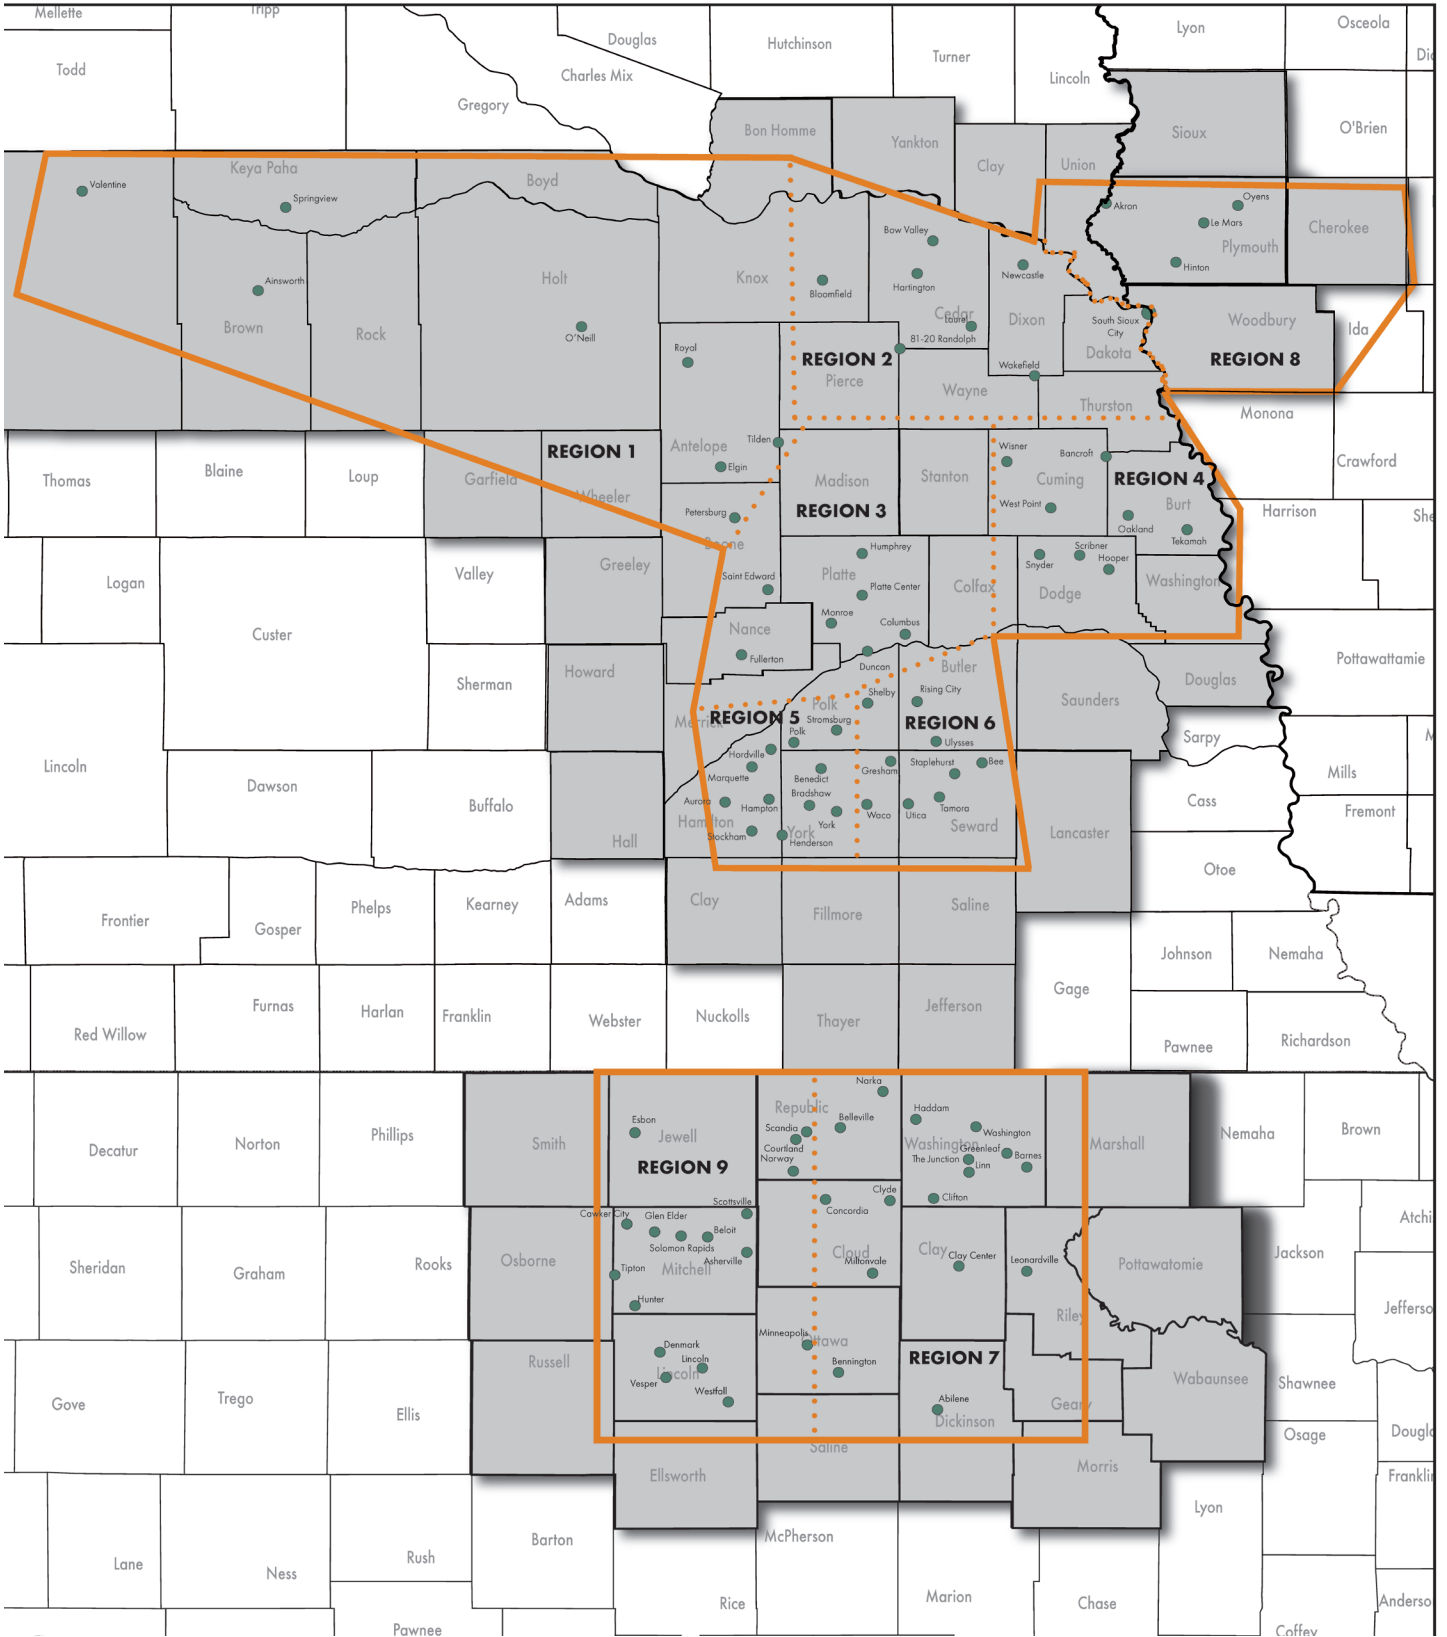 Mellette
Tripp
Todd
Gregory
Douglas
Charles Mix
Hutchinson
Turner
Lincoln
Lyon
Osceola
Bon Homme
Yankton
Clay
Union
Sioux
O'Brien
Keya Paha
Boyd
Valentine
Springview
Akron
Oyens
Le Mars
Plymouth
Hinton
Cherokee
Ainsworth
Brown
Rock
Holt
O'Neill
Knox
Bloomfield
Bow Valley
Hartington
Cedar
Laurel
81-20 Randolph
Newcastle
Dixon
South Sioux
City
Dakota
Woodbury
REGION 8
Ida
Royal
REGION 2
Pierce
Wayne
Wakefield
Thurston
Monona
Thomas
Blaine
Loup
Garfield
REGION 1
Wheeler
Antelope
Tilden
Elgin
Petersburg
Boone
Madison
REGION 3
Stanton
Wisner
Cuming
West Point
Bancroft
REGION 4
Burt
Oakland
Tekamah
Crawford
Harrison
She
Logan
Valley
Greeley
Saint Edward
Humphrey
Platte
Platte Center
Monroe
Columbus
Colfax
Snyder
Scribner
Hooper
Dodge
Washington
Custer
Sherman
Howard
Nance
Fullerton
Duncan
Butler
Saunders
Douglas
Pottawattamie
Merrick
REGION 5
Polk
Shelby
Stromsburg
Polk
Rising City
REGION 6
Ulysses
Sarpy
Lincoln
Dawson
Buffalo
Hall
Hordville
Marquette
Aurora
Hampton
Hamilton
Stockham
Benedict
Bradshaw
York
York
Henderson
Gresham
Waco
Utica
Staplehurst
Bee
Tamora
Seward
Lancaster
Cass
Mills
Fremont
Otoe
Frontier
Gosper
Phelps
Kearney
Adams
Clay
Fillmore
Saline
Johnson
Nemaha
Red Willow
Furnas
Harlan
Franklin
Webster
Nuckolls
Thayer
Jefferson
Gage
Pawnee
Richardson
Decatur
Norton
Phillips
Smith
Esbon
Jewell
REGION 9
Republic
Narka
Scandia
Belleville
Courtland
Norway
Haddam
Washington
Washington
Greenleaf
The Junction
Linn
Barnes
Clifton
Marshall
Nemaha
Brown
Sheridan
Graham
Rooks
Osborne
Scottsville
Cawker City
Glen Elder
Beloit
Solomon Rapids
Asherville
Mitchell
Tipton
Hunter
Concordia
Clyde
Cloud
Miltonvale
Clay
Clay Center
Leonardville
Riley
Pottawatomie
Jackson
Atchi
Jefferso
Gove
Trego
Ellis
Russell
Denmark
Lincoln
Lincoln
Vesper
Westfall
Minneapolis
Ottawa
Bennington
REGION 7
Abilene
Dickinson
Geary
Wabaunsee
Shawnee
Osage
Dougla
Franklin
Saline
Ellsworth
Morris
Lyon
Lane
Ness
Rush
Barton
McPherson
Rice
Marion
Chase
Anderso
Pawnee
Coffey